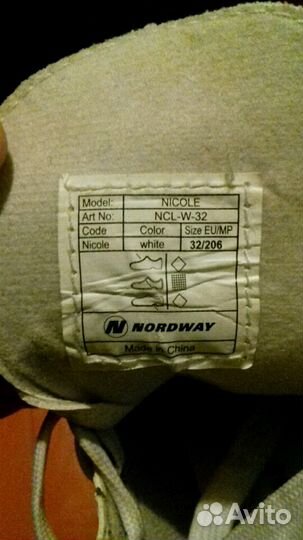 Model: NICOLE
Art No: NCL-W-32
Code Color Size EU/MP
Nicole white 32/206
N NORDWAY
Made in China
Avito